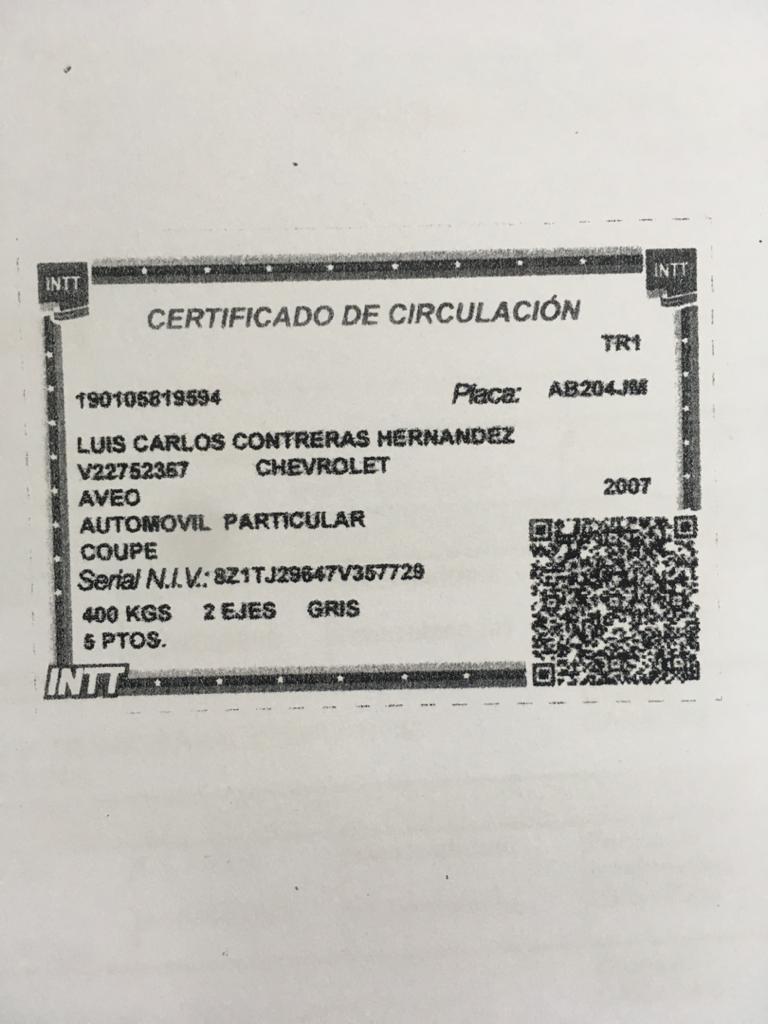 INTT INTT
CERTIFICADO DE CIRCULACIÓN
TR1
190105819594 Placa: AB204JM
LUIS CARLOS CONTRERAS HERNANDEZ
V22752367 CHEVROLET
AVEO 2007
AUTOMOVIL PARTICULAR
COUPE
Serial N.I.V.: 8Z1TJ29647V357729
400 KGS 2 EJES GRIS
5 PTOS.
INTT